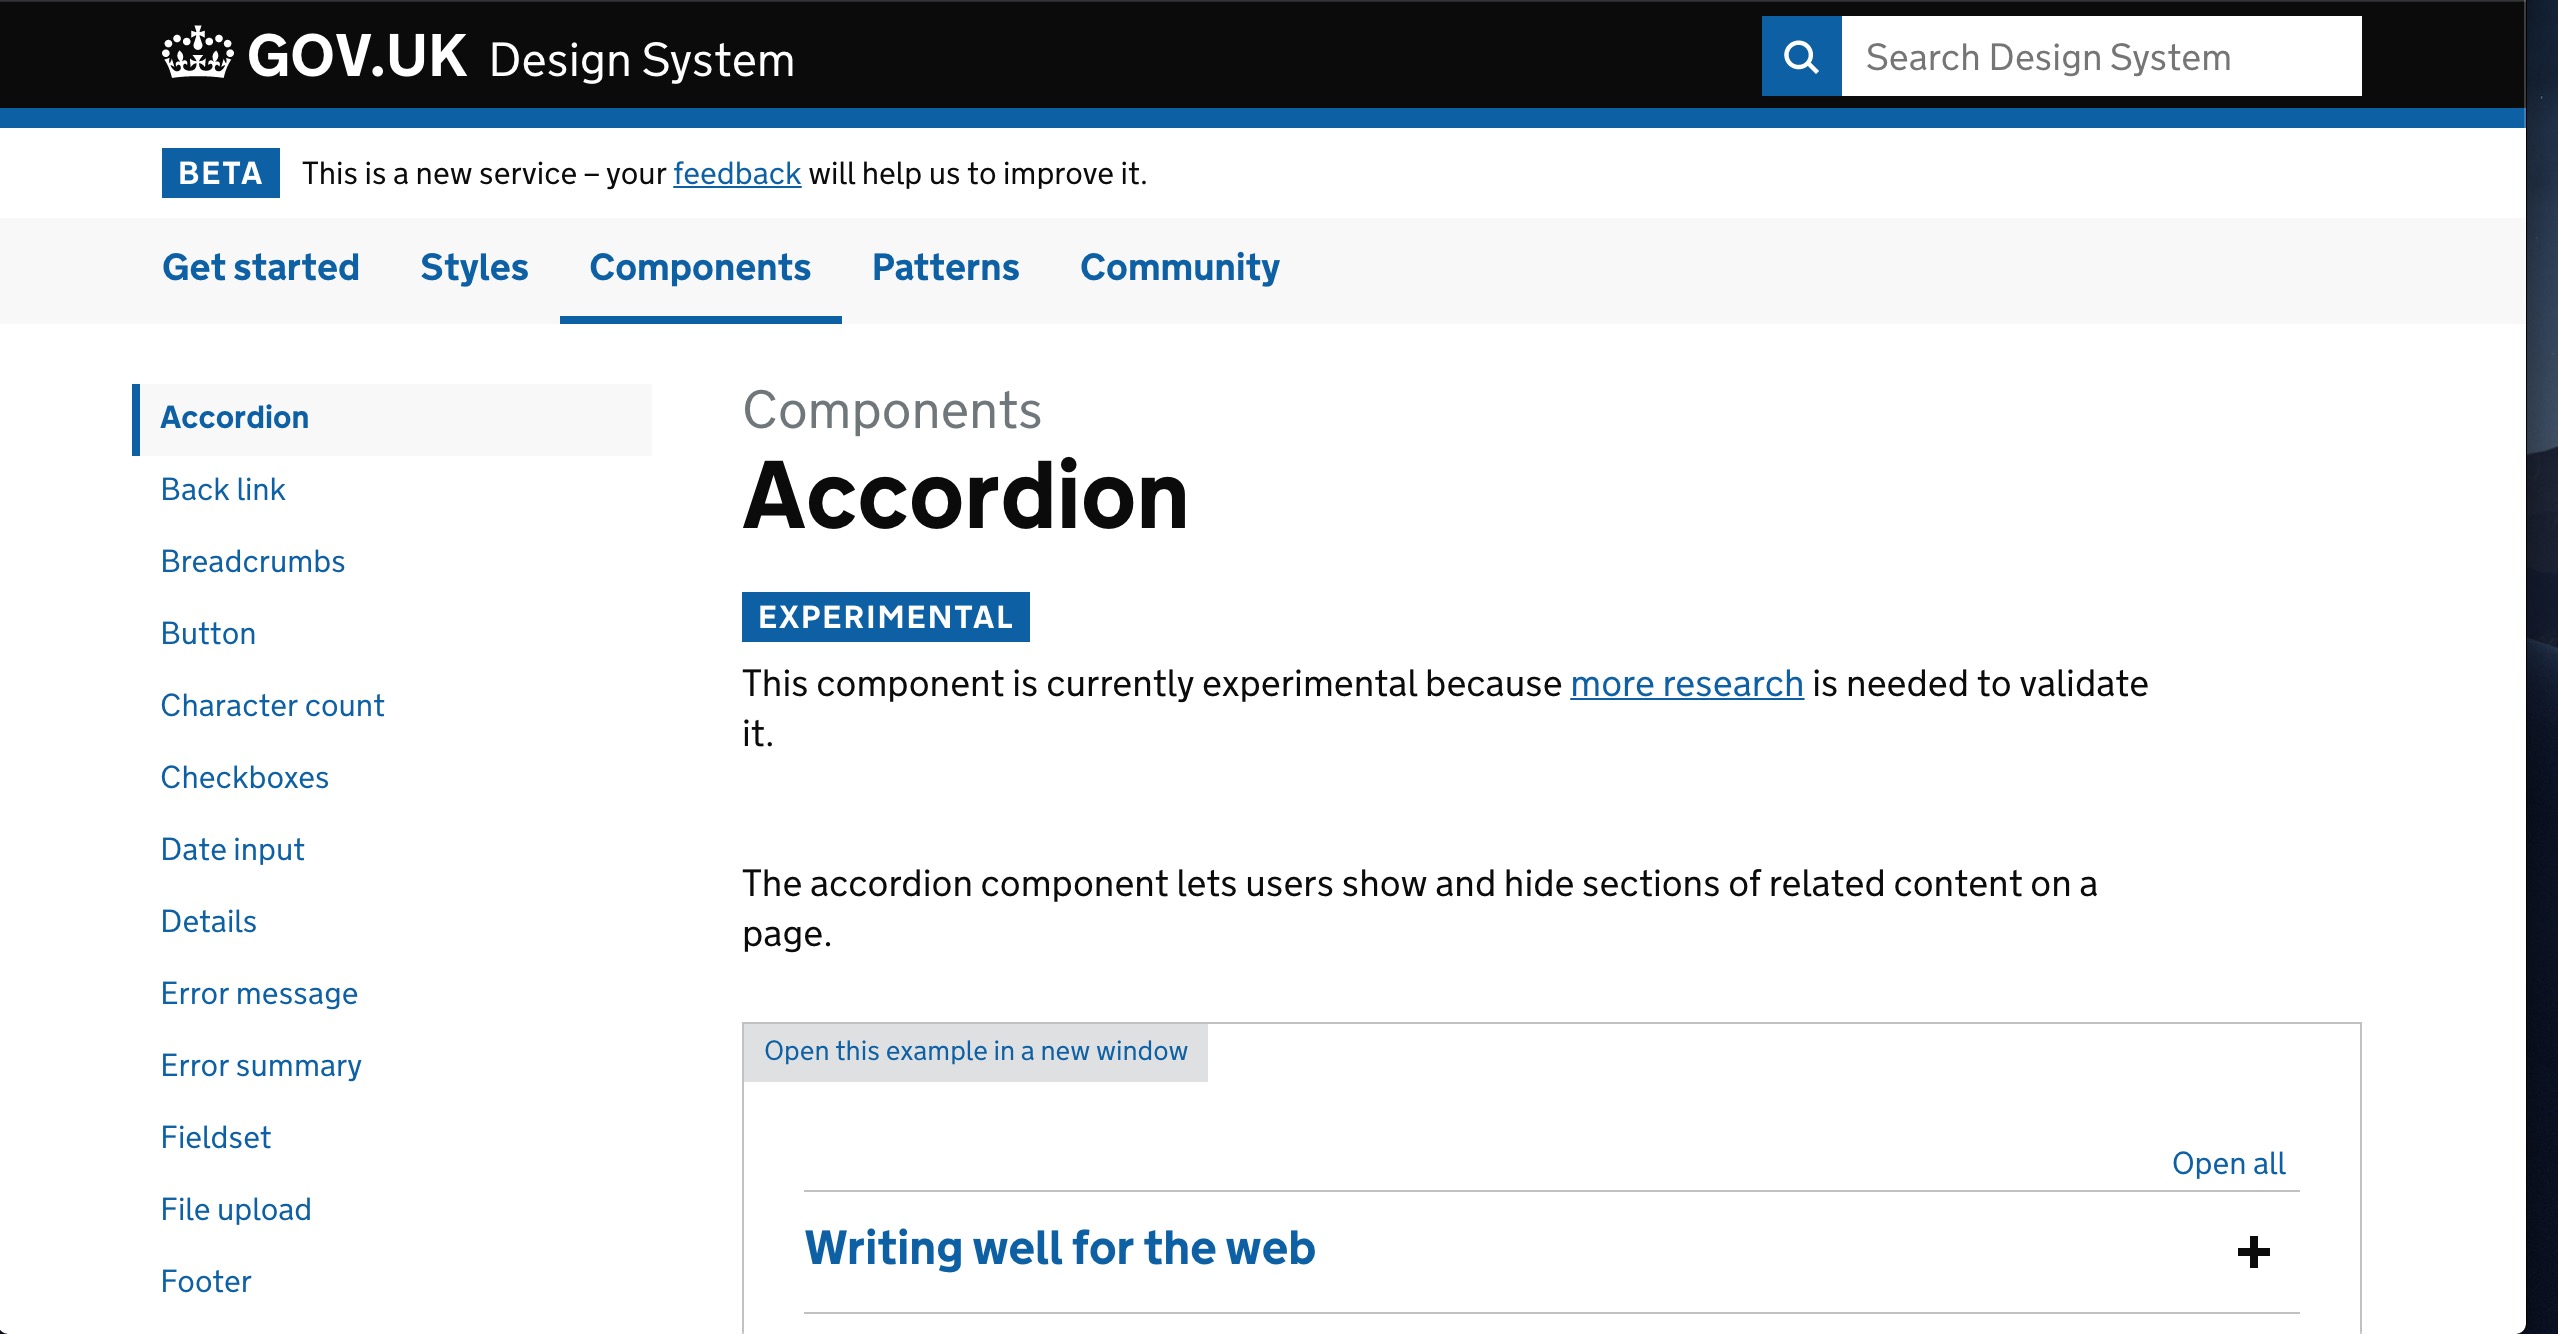 GOV.UK Design System
Search Design System
BETA This is a new service – your feedback will help us to improve it.
Get started Styles Components Patterns Community
Accordion
Back link
Breadcrumbs
Button
Character count
Checkboxes
Date input
Details
Error message
Error summary
Fieldset
File upload
Footer
Components
Accordion
EXPERIMENTAL
This component is currently experimental because more research is needed to validate
it.
The accordion component lets users show and hide sections of related content on a
page.
Open this example in a new window
Open all
Writing well for the web